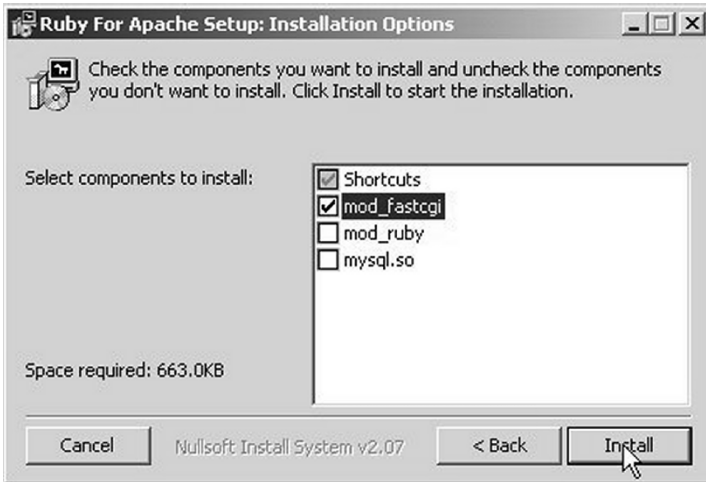 Ruby For Apache Setup: Installation Options
Check the components you want to install and uncheck the components
you don't want to install. Click Install to start the installation.
Select components to install:
Shortcuts
mod_fastcgi
mod_ruby
mysql.so
Space required: 663.0KB
Cancel
Nullsoft Install System v2.07
< Back
Install